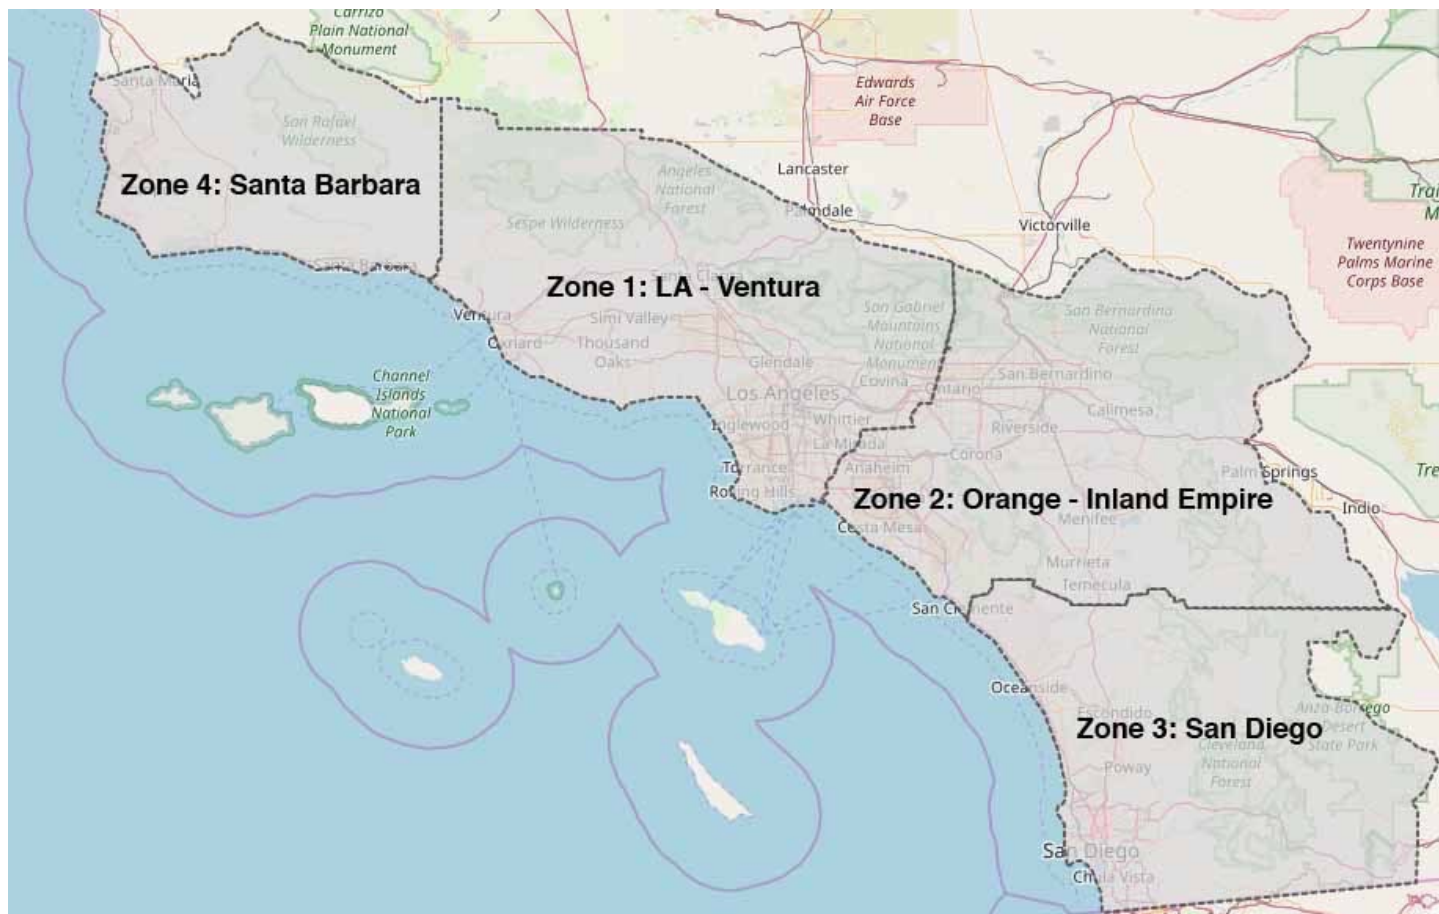 Carrizo
Plain National
Monument
Santa Maria
San Rafael
Wilderness
Edwards
Air Force
Base
Zone 4: Santa Barbara
Angeles
National
Forest
Lancaster
Palmdale
Sespe Wilderness
Victorville
Twentynine
Palms Marine
Corps Base
Santa Barbara
Santa Clarita
Zone 1: LA - Ventura
Ventura
Simi Valley
San Gabriel
Mountains
National
Monument
San Bernardino
National
Forest
Oxnard
Thousand
Oaks
Glendale
Channel
Islands
National
Park
Los Angeles
Covina
Ontario
San Bernardino
Inglewood
Whittier
La Mirada
Riverside
Calimesa
Torrance
Anaheim
Corona
Palm Springs
Tre
Rolling Hills
Zone 2: Orange - Inland Empire
Indio
Costa Mesa
Menifee
Murrieta
Temecula
San Clemente
Oceanside
Escondido
Anza-Borrego
Desert
State Park
Zone 3: San Diego
Cleveland
National
Forest
Poway
San Diego
Chula Vista